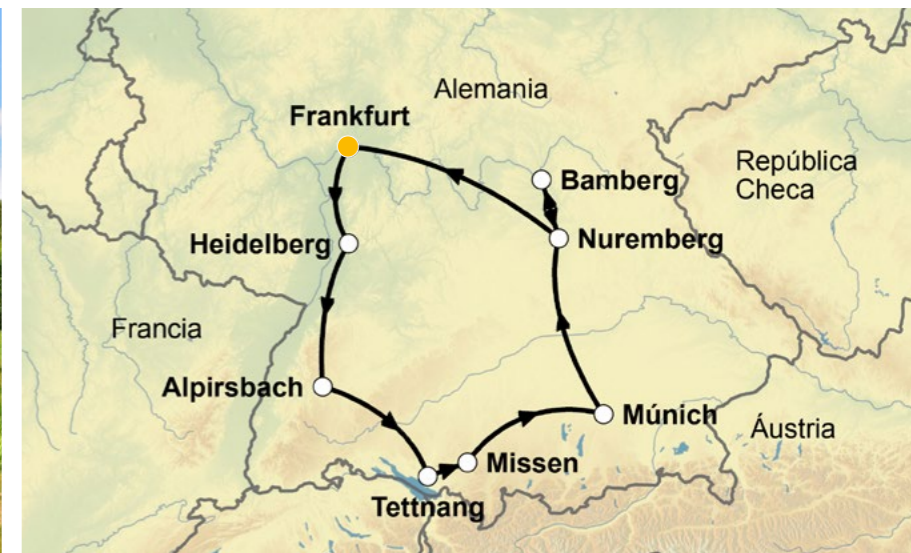 Alemania
Frankfurt
Bamberg
República
Checa
Heidelberg
Nuremberg
Francia
Alpirsbach
Múnich
Áustria
Missen
Tettnang